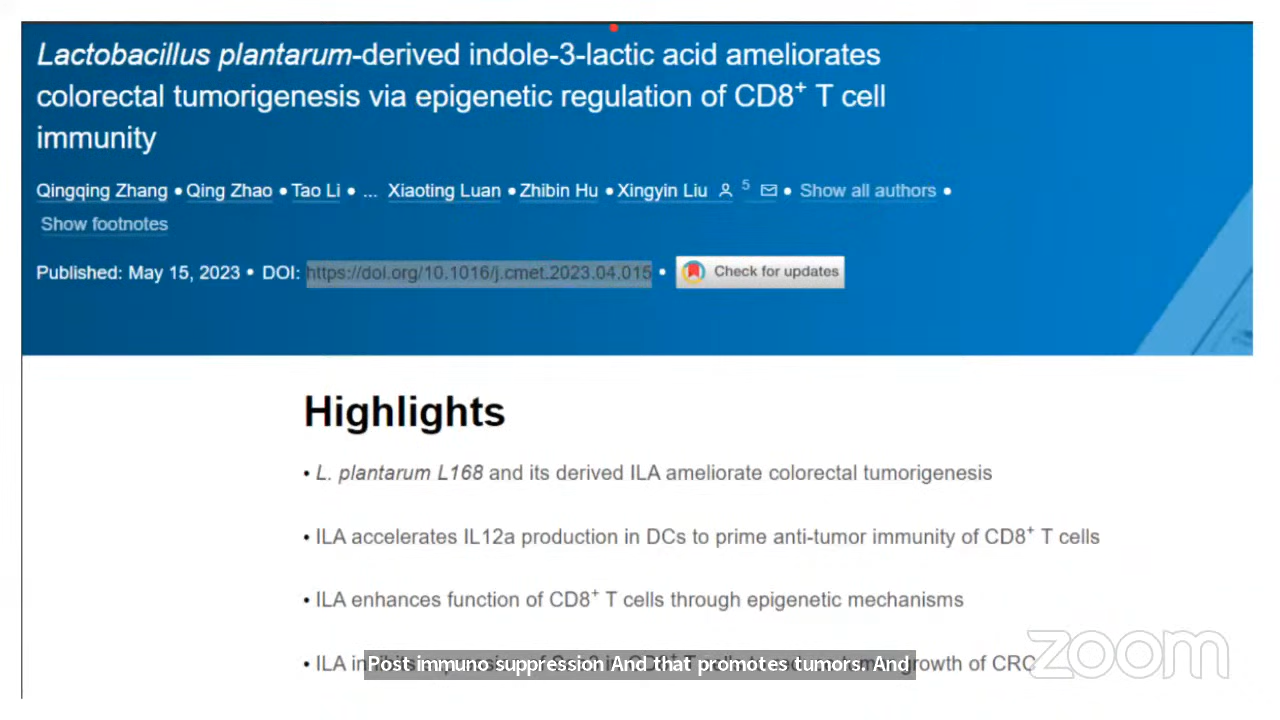 Lactobacillus plantarum-derived indole-3-lactic acid ameliorates
colorectal tumorigenesis via epigenetic regulation of CD8+ T cell
immunity
Qingqing Zhang • Qing Zhao • Tao Li • ... Xiaoting Luan • Zhibin Hu • Xingyin Liu 5 • Show all authors •
Show footnotes
Published: May 15, 2023 • DOI: https://doi.org/10.1016/j.cmet.2023.04.015 • Check for updates
Highlights
• L. plantarum L168 and its derived ILA ameliorate colorectal tumorigenesis
• ILA accelerates IL12a production in DCs to prime anti-tumor immunity of CD8+ T cells
• ILA enhances function of CD8+ T cells through epigenetic mechanisms
• ILA growth of CRC
Post immuno suppression And that promotes tumors. And
zoom